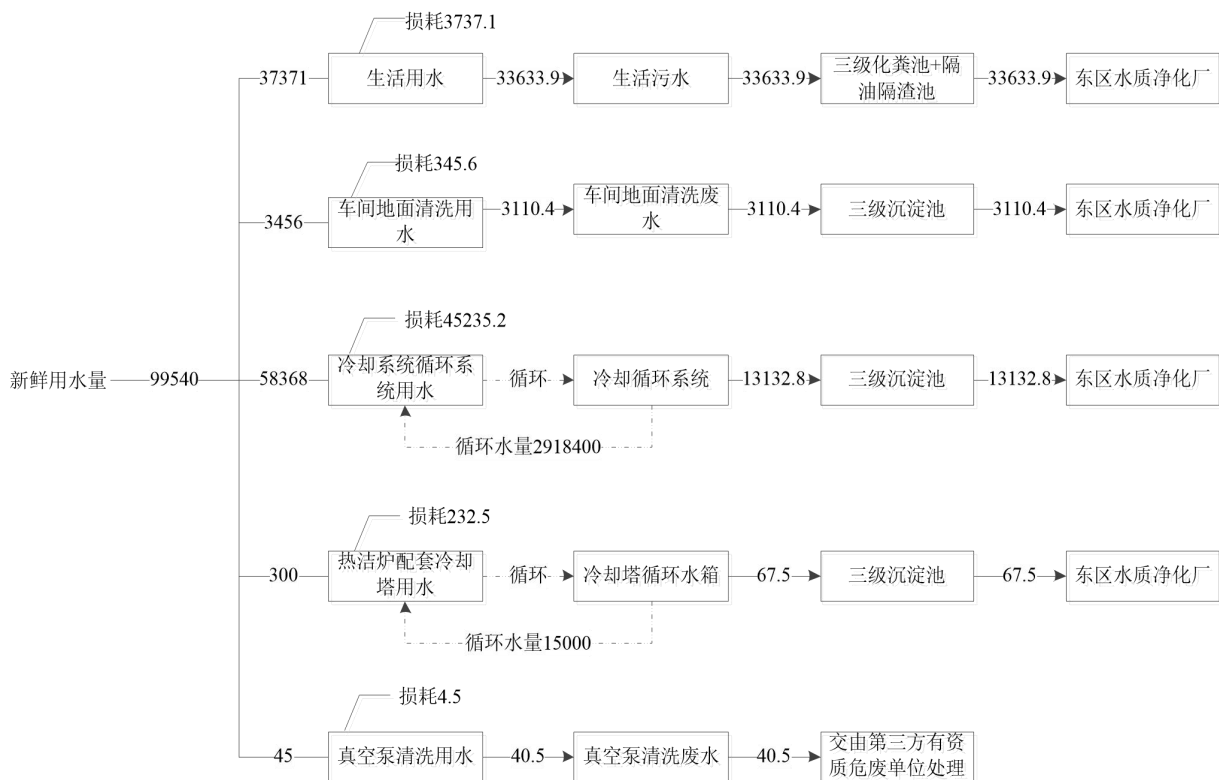 损耗3737.1
37371
生活用水
33633.9
生活污水
33633.9
三级化粪池+隔
油隔渣池
33633.9
东区水质净化厂
损耗345.6
3456
车间地面清洗用
水
3110.4
车间地面清洗废
水
3110.4
三级沉淀池
3110.4
东区水质净化厂
损耗45235.2
新鲜用水量
99540
58368
冷却系统循环系
统用水
循环
冷却循环系统
13132.8
三级沉淀池
13132.8
东区水质净化厂
循环水量2918400
损耗232.5
300
热洁炉配套冷却
塔用水
循环
冷却塔循环水箱
67.5
三级沉淀池
67.5
东区水质净化厂
循环水量15000
损耗4.5
45
真空泵清洗用水
40.5
真空泵清洗废水
40.5
交由第三方有资
质危废单位处理